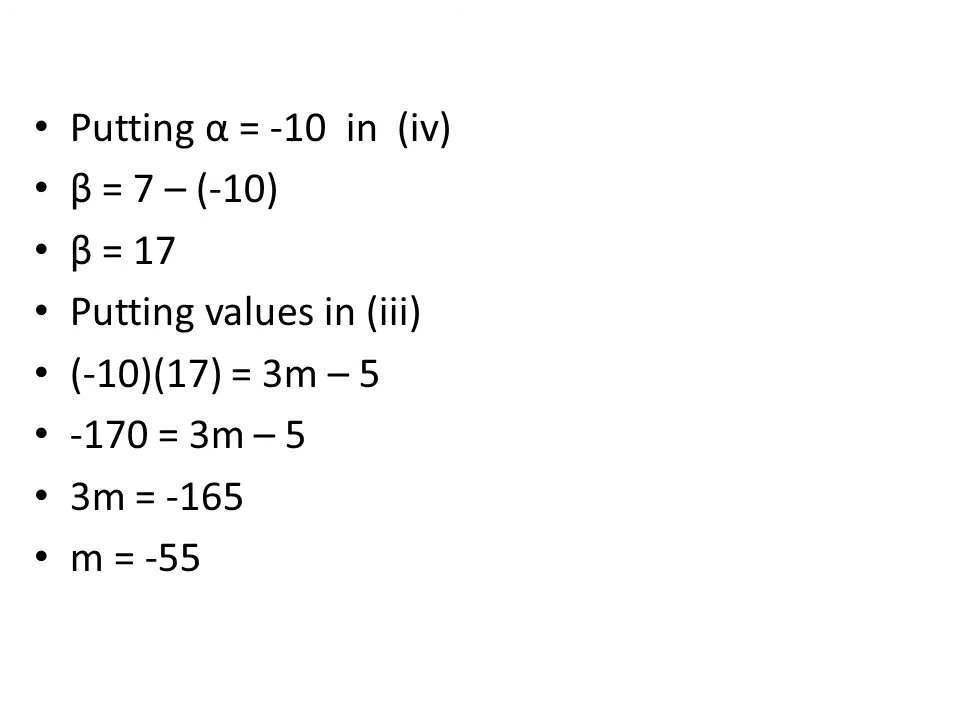 • Putting α = -10 in (iv)
• β = 7 – (-10)
• β = 17
• Putting values in (iii)
• (-10)(17) = 3m – 5
• -170 = 3m – 5
• 3m = -165
• m = -55